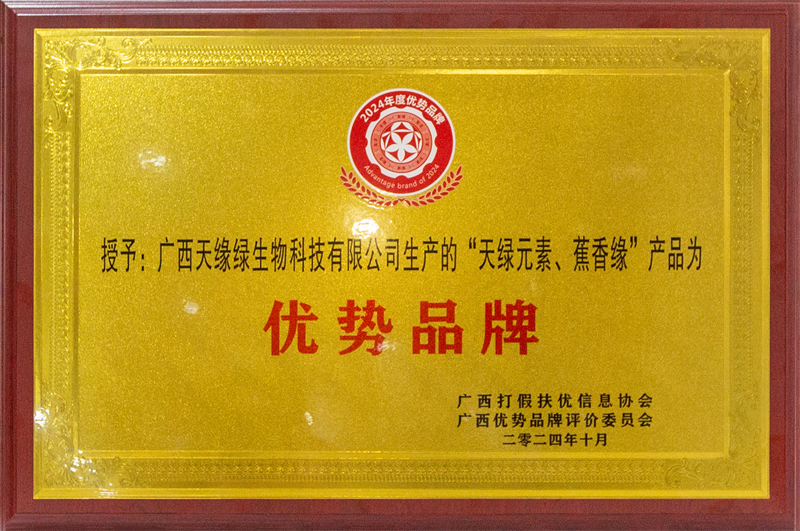 2024年度优势品牌
Advantage brand of 2024
授予：广西天缘绿生物科技有限公司生产的“天绿元素、蕉香缘”产品为
优势品牌
广西打假扶优信息协会
广西优势品牌评价委员会
二零二四年十月